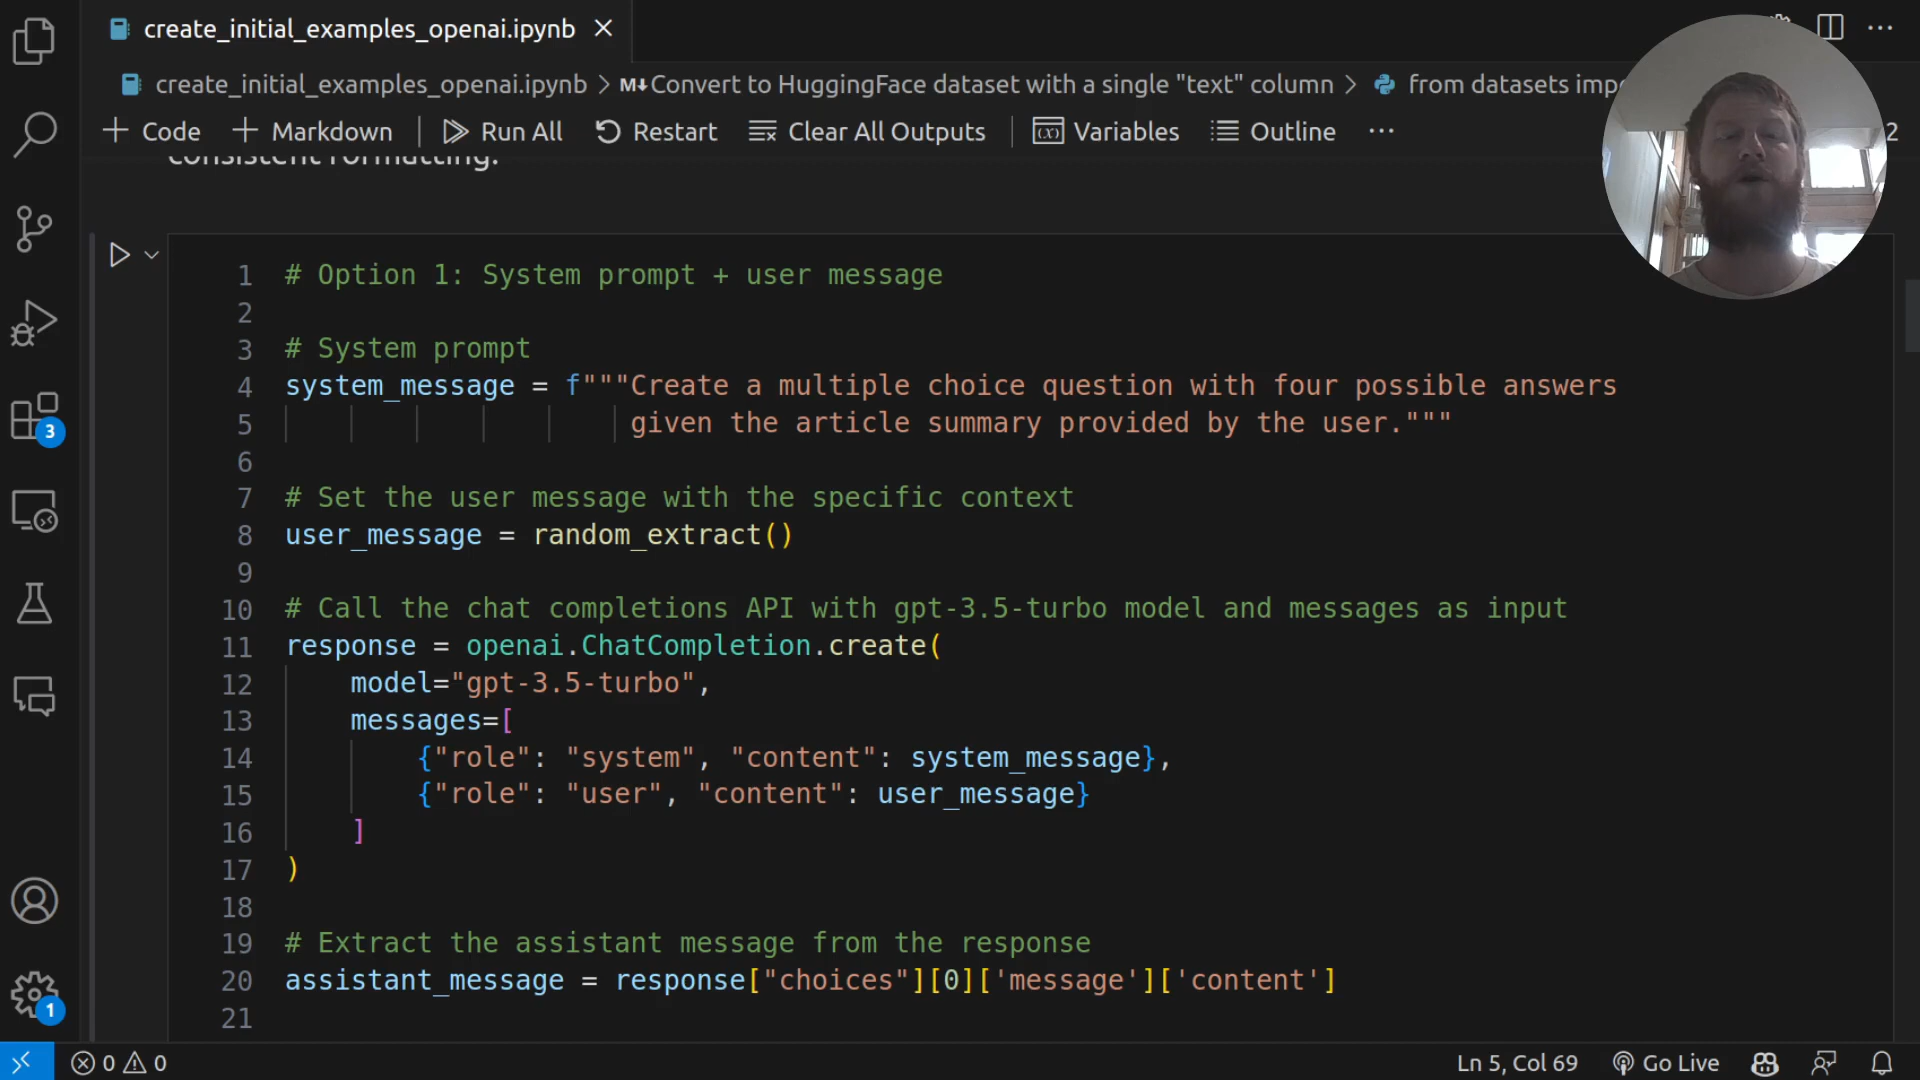 create_initial_examples_openai.ipynb
create_initial_examples_openai.ipynb > M↓ Convert to HuggingFace dataset with a single "text" column > from datasets imp
+ Code + Markdown | Run All Restart Clear All Outputs | Variables Outline ...
2
consistent formatting.
1 # Option 1: System prompt + user message
2
3 # System prompt
4 system_message = f"""Create a multiple choice question with four possible answers
5 given the article summary provided by the user."""
6
7 # Set the user message with the specific context
8 user_message = random_extract()
9
10 # Call the chat completions API with gpt-3.5-turbo model and messages as input
11 response = openai.ChatCompletion.create(
12 model="gpt-3.5-turbo",
13 messages=[
14 {"role": "system", "content": system_message},
15 {"role": "user", "content": user_message}
16 ]
17 )
18
19 # Extract the assistant message from the response
20 assistant_message = response["choices"][0]['message']['content']
21
3
1
0 0
Ln 5, Col 69 Go Live